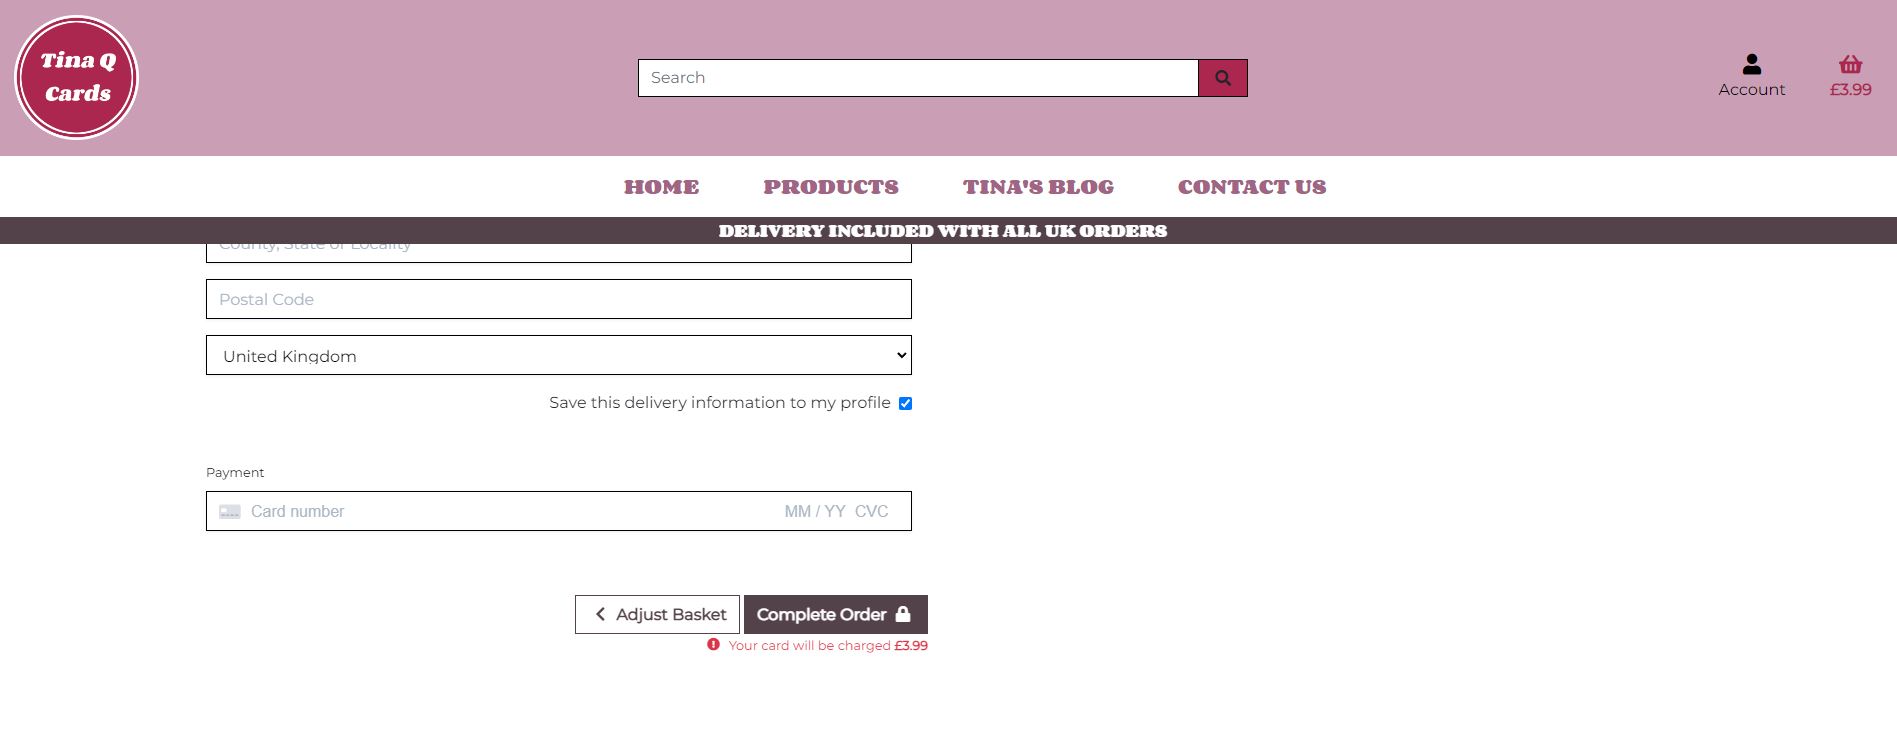 Tina Q
Cards
Search
Account
£3.99
HOME PRODUCTS TINA'S BLOG CONTACT US
DELIVERY INCLUDED WITH ALL UK ORDERS
County, State or Locality
Postal Code
United Kingdom
Save this delivery information to my profile
Payment
Card number MM / YY CVC
Adjust Basket Complete Order
Your card will be charged £3.99